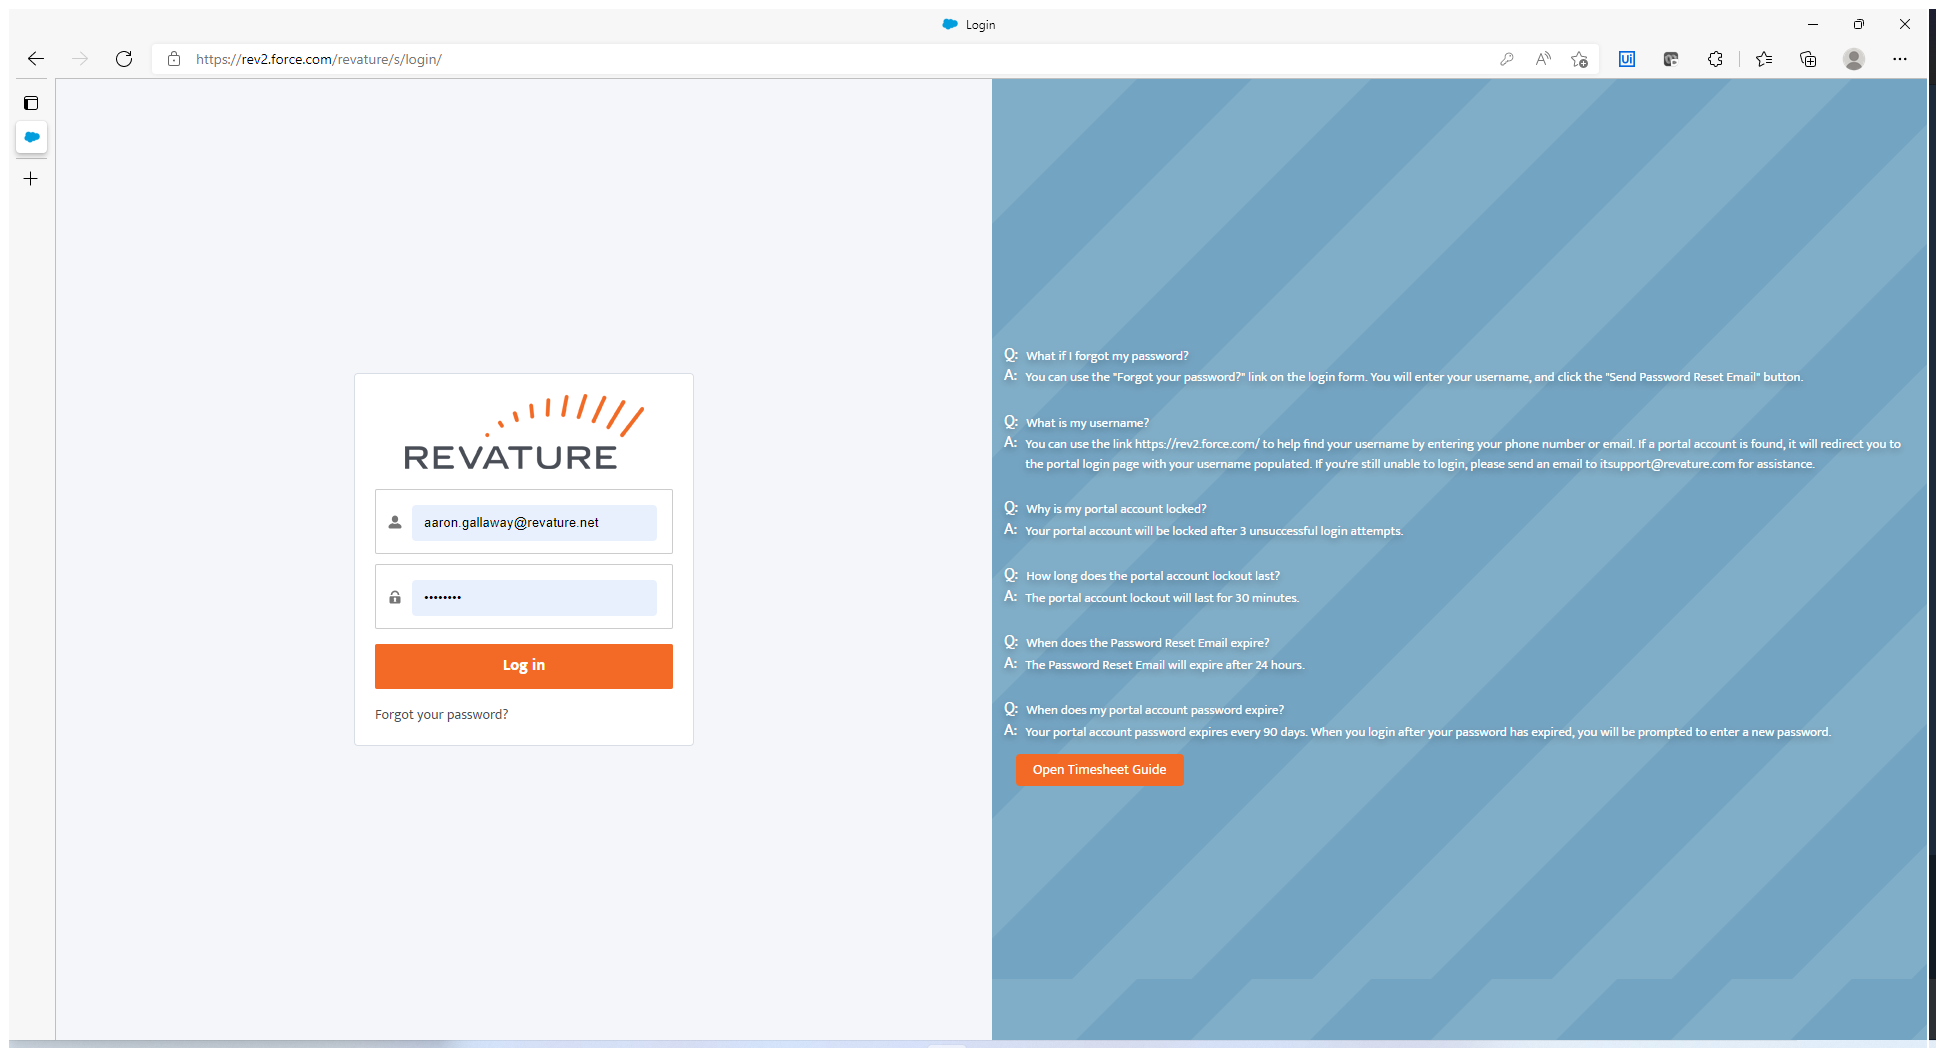 Login
https://rev2.force.com/revature/s/login/
REVATURE
aaron.gallaway@revature.net
••••••••
Log in
Forgot your password?
Q: What if I forgot my password?
A: You can use the "Forgot your password?" link on the login form. You will enter your username, and click the "Send Password Reset Email" button.
Q: What is my username?
A: You can use the link https://rev2.force.com/ to help find your username by entering your phone number or email. If a portal account is found, it will redirect you to
the portal login page with your username populated. If you're still unable to login, please send an email to itsupport@revature.com for assistance.
Q: Why is my portal account locked?
A: Your portal account will be locked after 3 unsuccessful login attempts.
Q: How long does the portal account lockout last?
A: The portal account lockout will last for 30 minutes.
Q: When does the Password Reset Email expire?
A: The Password Reset Email will expire after 24 hours.
Q: When does my portal account password expire?
A: Your portal account password expires every 90 days. When you login after your password has expired, you will be prompted to enter a new password.
Open Timesheet Guide